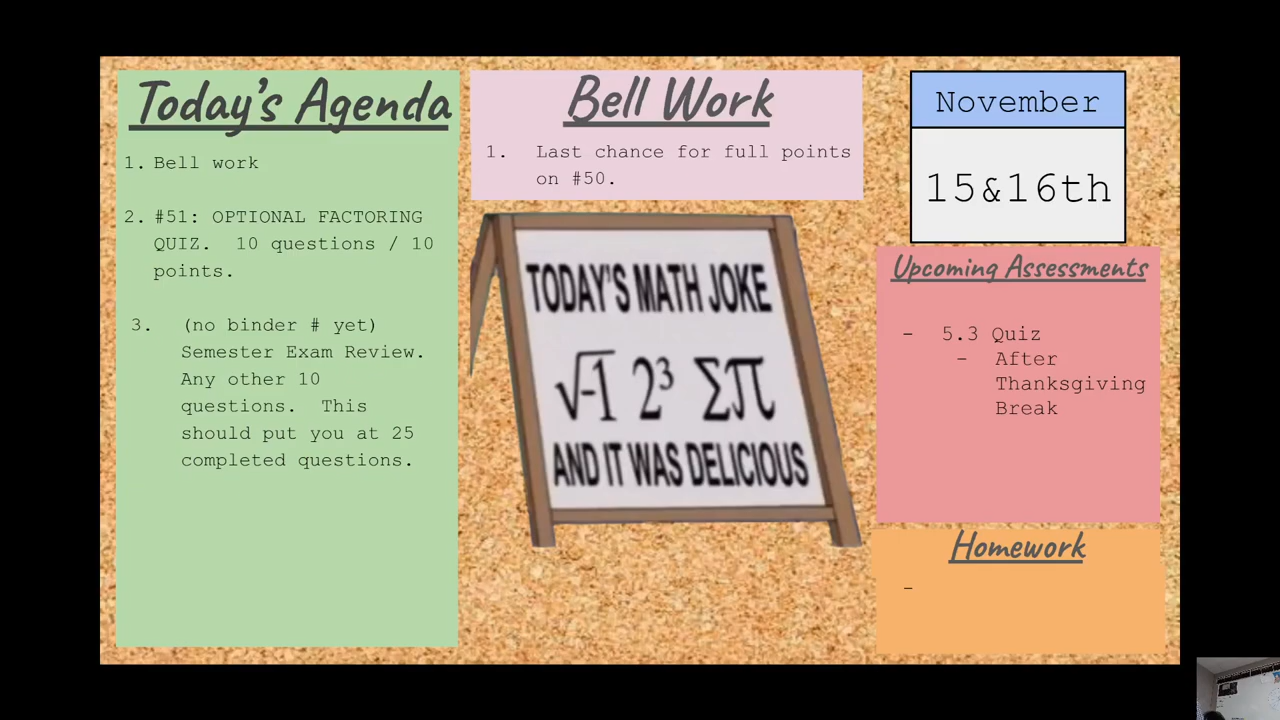 Today's Agenda
1. Bell work
2. #51: OPTIONAL FACTORING
QUIZ. 10 questions / 10
points.
3. (no binder # yet)
Semester Exam Review.
Any other 10
questions. This
should put you at 25
completed questions.
Bell Work
1. Last chance for full points
on #50.
TODAY'S MATH JOKE
√-1 2³ Σπ
AND IT WAS DELICIOUS
November
15&16th
Upcoming Assessments
- 5.3 Quiz
- After
Thanksgiving
Break
Homework
-